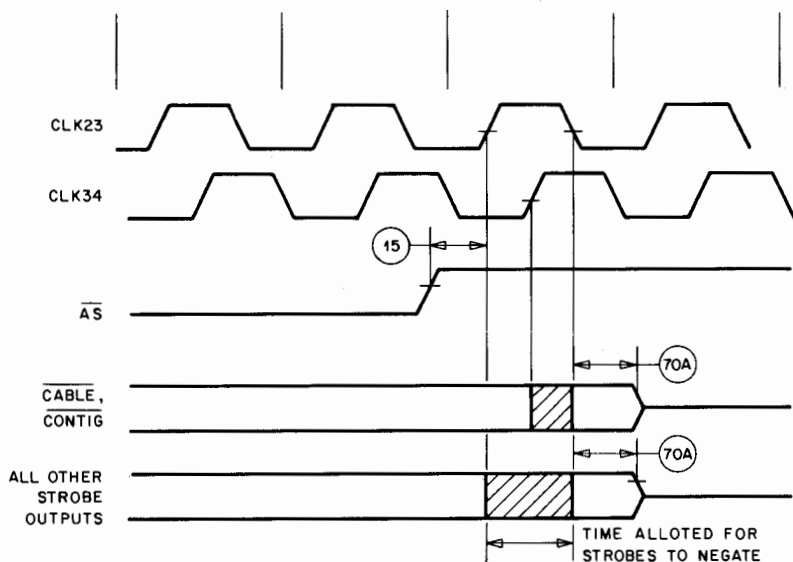 CLK23
CLK34
15
AS
70A
CABLE,
CONTIG
70A
ALL OTHER
STROBE
OUTPUTS
TIME ALLOTED FOR
STROBES TO NEGATE